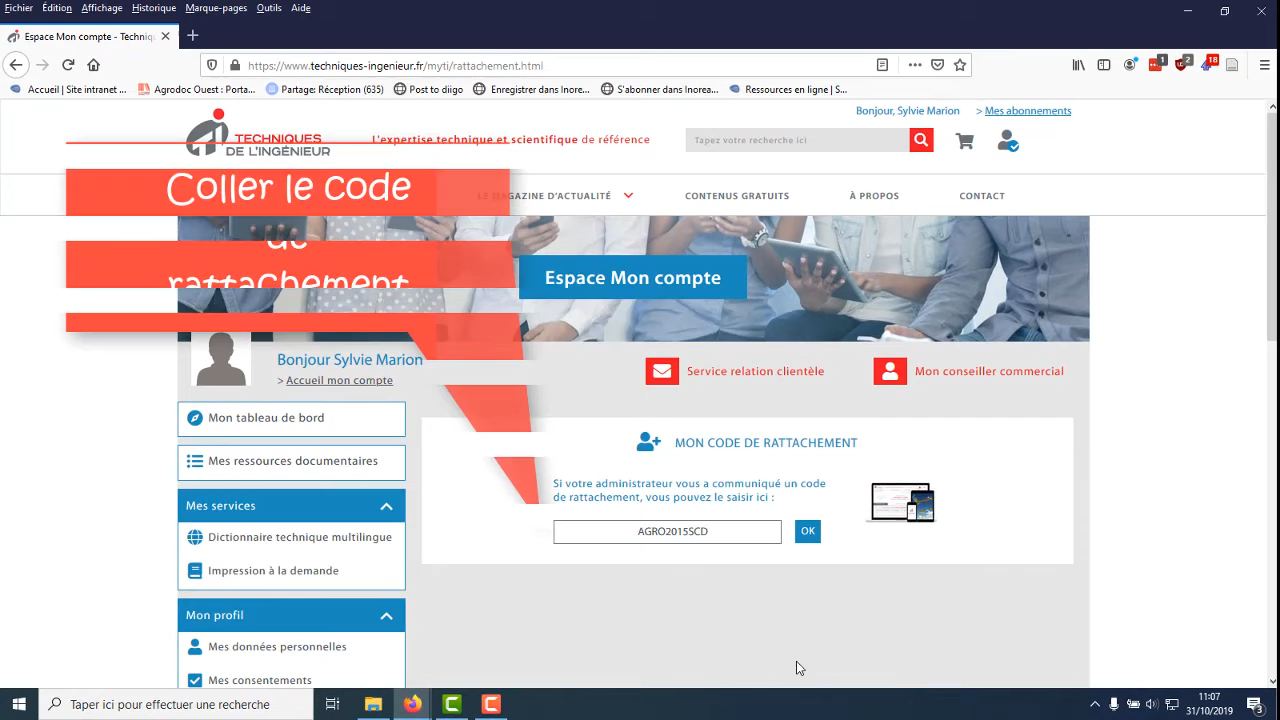 Fichier Édition Affichage Historique Marque-pages Outils Aide
Espace Mon compte - Techniq
https://www.techniques-ingenieur.fr/myti/rattachement.html
1 2 18
Accueil | Site intranet ... Agrodoc Ouest : Porta... Partage: Réception (635) Post to diigo Enregistrer dans Inore... S'abonner dans Inorea... Ressources en ligne | S...
Bonjour, Sylvie Marion > Mes abonnements
TECHNIQUES
DE L'INGÉNIEUR
L'expertise technique et scientifique de référence
Tapez votre recherche ici
Coller le code
de
rattachement
LE MAGAZINE D'ACTUALITÉ CONTENUS GRATUITS À PROPOS CONTACT
Espace Mon compte
Bonjour Sylvie Marion
> Accueil mon compte
Service relation clientèle Mon conseiller commercial
Mon tableau de bord
Mes ressources documentaires
Mes services
Dictionnaire technique multilingue
Impression à la demande
Mon profil
Mes données personnelles
Mes consentements
MON CODE DE RATTACHEMENT
Si votre administrateur vous a communiqué un code
de rattachement, vous pouvez le saisir ici :
AGRO2015SCD OK
Taper ici pour effectuer une recherche
11:07
31/10/2019
3